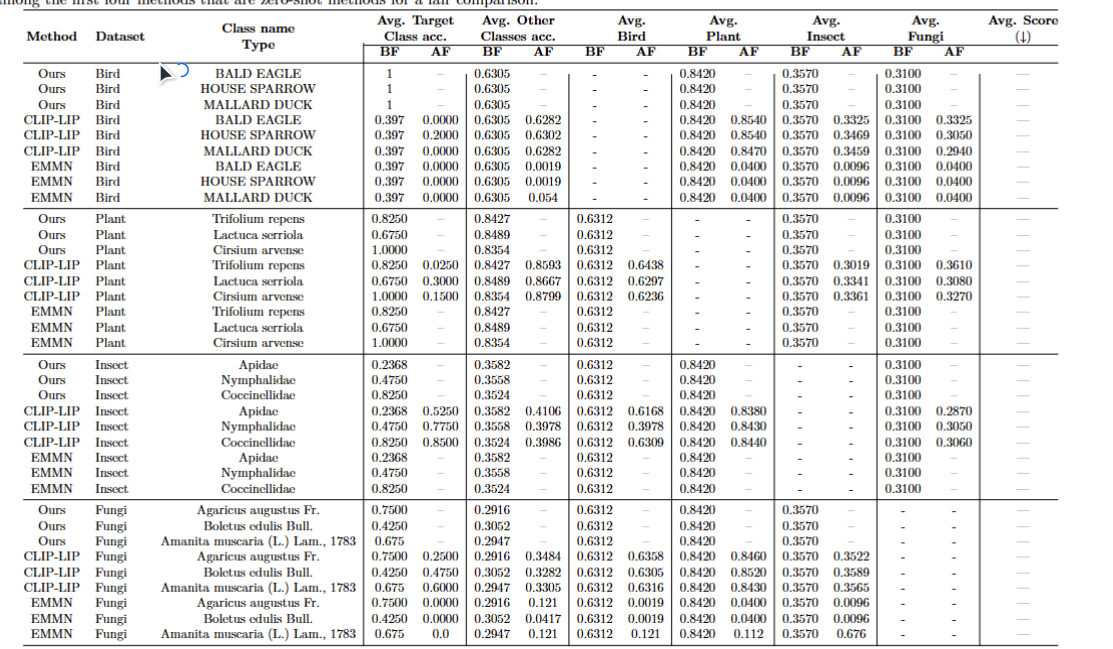 among the first four methods that are zero-shot methods for a fair comparison.
Method Dataset Class name Type Avg. Target Class acc. Avg. Other Classes acc. Avg. Bird Avg. Plant Avg. Insect Avg. Fungi Avg. Score (↓)
BF AF BF AF BF AF BF AF BF AF BF AF
Ours Bird BALD EAGLE 1 – 0.6305 – - - 0.8420 – 0.3570 – 0.3100 – —
Ours Bird HOUSE SPARROW 1 – 0.6305 – - - 0.8420 – 0.3570 – 0.3100 – —
Ours Bird MALLARD DUCK 1 – 0.6305 – - - 0.8420 – 0.3570 – 0.3100 – —
CLIP-LIP Bird BALD EAGLE 0.397 0.0000 0.6305 0.6282 - - 0.8420 0.8540 0.3570 0.3325 0.3100 0.3325 —
CLIP-LIP Bird HOUSE SPARROW 0.397 0.2000 0.6305 0.6302 - - 0.8420 0.8540 0.3570 0.3469 0.3100 0.3050 —
CLIP-LIP Bird MALLARD DUCK 0.397 0.0000 0.6305 0.6282 - - 0.8420 0.8470 0.3570 0.3459 0.3100 0.2940 —
EMMN Bird BALD EAGLE 0.397 0.0000 0.6305 0.0019 - - 0.8420 0.0400 0.3570 0.0096 0.3100 0.0400 —
EMMN Bird HOUSE SPARROW 0.397 0.0000 0.6305 0.0019 - - 0.8420 0.0400 0.3570 0.0096 0.3100 0.0400 —
EMMN Bird MALLARD DUCK 0.397 0.0000 0.6305 0.054 - - 0.8420 0.0400 0.3570 0.0096 0.3100 0.0400 —
Ours Plant Trifolium repens 0.8250 – 0.8427 – 0.6312 – - - 0.3570 – 0.3100 – —
Ours Plant Lactuca serriola 0.6750 – 0.8489 – 0.6312 – - - 0.3570 – 0.3100 – —
Ours Plant Cirsium arvense 1.0000 – 0.8354 – 0.6312 – - - 0.3570 – 0.3100 – —
CLIP-LIP Plant Trifolium repens 0.8250 0.0250 0.8427 0.8593 0.6312 0.6438 - - 0.3570 0.3019 0.3100 0.3610 —
CLIP-LIP Plant Lactuca serriola 0.6750 0.3000 0.8489 0.8667 0.6312 0.6297 - - 0.3570 0.3341 0.3100 0.3080 —
CLIP-LIP Plant Cirsium arvense 1.0000 0.1500 0.8354 0.8799 0.6312 0.6236 - - 0.3570 0.3361 0.3100 0.3270 —
EMMN Plant Trifolium repens 0.8250 – 0.8427 – 0.6312 – - - 0.3570 – 0.3100 – —
EMMN Plant Lactuca serriola 0.6750 – 0.8489 – 0.6312 – - - 0.3570 – 0.3100 – —
EMMN Plant Cirsium arvense 1.0000 – 0.8354 – 0.6312 – - - 0.3570 – 0.3100 – —
Ours Insect Apidae 0.2368 – 0.3582 – 0.6312 – 0.8420 – - - 0.3100 – —
Ours Insect Nymphalidae 0.4750 – 0.3558 – 0.6312 – 0.8420 – - - 0.3100 – —
Ours Insect Coccinellidae 0.8250 – 0.3524 – 0.6312 – 0.8420 – - - 0.3100 – —
CLIP-LIP Insect Apidae 0.2368 0.5250 0.3582 0.4106 0.6312 0.6168 0.8420 0.8380 - - 0.3100 0.2870 —
CLIP-LIP Insect Nymphalidae 0.4750 0.7750 0.3558 0.3978 0.6312 0.3978 0.8420 0.8430 - - 0.3100 0.3050 —
CLIP-LIP Insect Coccinellidae 0.8250 0.8500 0.3524 0.3986 0.6312 0.6309 0.8420 0.8440 - - 0.3100 0.3060 —
EMMN Insect Apidae 0.2368 – 0.3582 – 0.6312 – 0.8420 – - - 0.3100 – —
EMMN Insect Nymphalidae 0.4750 – 0.3558 – 0.6312 – 0.8420 – - - 0.3100 – —
EMMN Insect Coccinellidae 0.8250 – 0.3524 – 0.6312 – 0.8420 – - - 0.3100 – —
Ours Fungi Agaricus augustus Fr. 0.7500 – 0.2916 – 0.6312 – 0.8420 – 0.3570 – - - —
Ours Fungi Boletus edulis Bull. 0.4250 – 0.3052 – 0.6312 – 0.8420 – 0.3570 – - - —
Ours Fungi Amanita muscaria (L.) Lam., 1783 0.675 – 0.2947 – 0.6312 – 0.8420 – 0.3570 – - - —
CLIP-LIP Fungi Agaricus augustus Fr. 0.7500 0.2500 0.2916 0.3484 0.6312 0.6358 0.8420 0.8460 0.3570 0.3522 - - —
CLIP-LIP Fungi Boletus edulis Bull. 0.4250 0.4750 0.3052 0.3282 0.6312 0.6305 0.8420 0.8520 0.3570 0.3589 - - —
CLIP-LIP Fungi Amanita muscaria (L.) Lam., 1783 0.675 0.6000 0.2947 0.3305 0.6312 0.6316 0.8420 0.8430 0.3570 0.3565 - - —
EMMN Fungi Agaricus augustus Fr. 0.7500 0.0000 0.2916 0.121 0.6312 0.0019 0.8420 0.0400 0.3570 0.0096 - - —
EMMN Fungi Boletus edulis Bull. 0.4250 0.0000 0.3052 0.0417 0.6312 0.0019 0.8420 0.0400 0.3570 0.0096 - - —
EMMN Fungi Amanita muscaria (L.) Lam., 1783 0.675 0.0 0.2947 0.121 0.6312 0.121 0.8420 0.112 0.3570 0.676 - - —